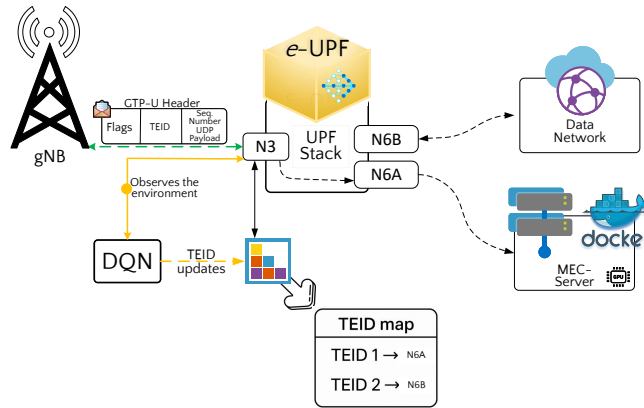 e-UPF
GTP-U Header
Flags
TEID
Seq.
Number
UDP
Payload
gNB
N3
UPF
Stack
N6B
N6A
Data
Network
Observes the
environment
DQN
TEID
updates
docke
MEC-
Server
GPU
TEID map
TEID 1 → N6A
TEID 2 → N6B